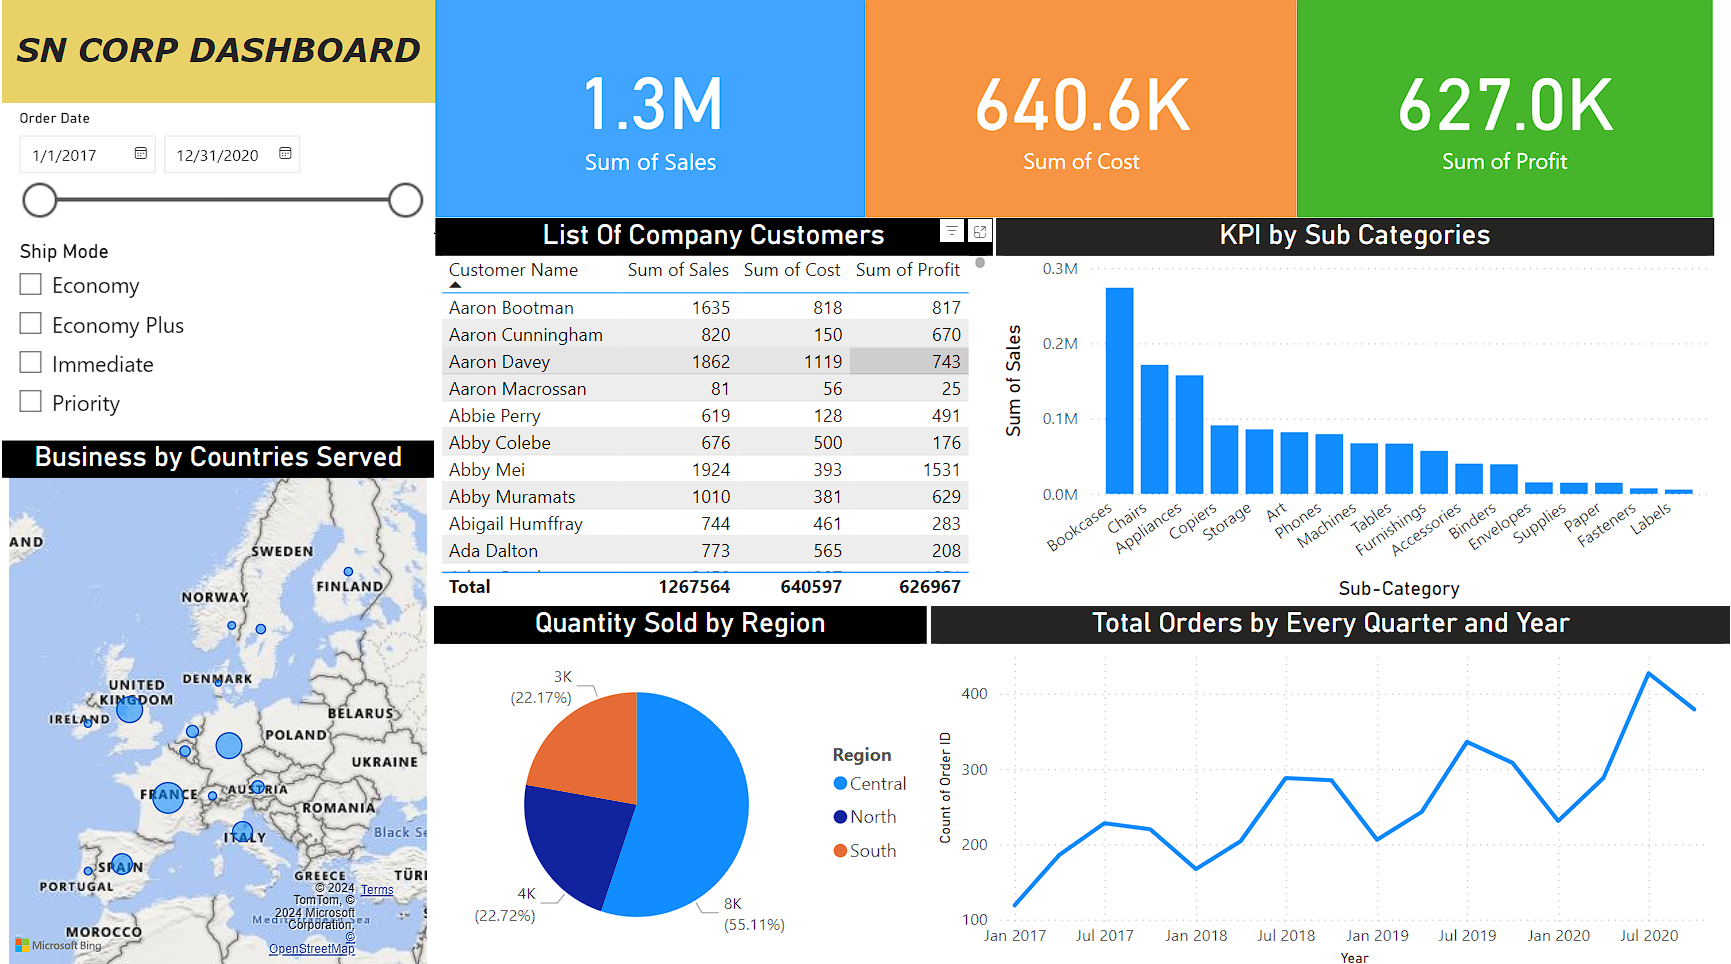 SN CORP DASHBOARD
Order Date
1/1/2017
12/31/2020
Ship Mode
Economy
Economy Plus
Immediate
Priority
1.3M
Sum of Sales
640.6K
Sum of Cost
627.0K
Sum of Profit
List Of Company Customers
Customer Name Sum of Sales Sum of Cost Sum of Profit
Aaron Bootman 1635 818 817
Aaron Cunningham 820 150 670
Aaron Davey 1862 1119 743
Aaron Macrossan 81 56 25
Abbie Perry 619 128 491
Abby Colebe 676 500 176
Abby Mei 1924 393 1531
Abby Muramats 1010 381 629
Abigail Humffray 744 461 283
Ada Dalton 773 565 208
Total 1267564 640597 626967
KPI by Sub Categories
Sum of Sales
0.3M
0.2M
0.1M
0.0M
Bookcases
Chairs
Appliances
Copiers
Storage
Art
Phones
Machines
Tables
Furnishings
Accessories
Binders
Envelopes
Supplies
Paper
Fasteners
Labels
Sub-Category
Business by Countries Served
AND
SWEDEN
FINLAND
NORWAY
DENMARK
UNITED
KINGDOM
IRELAND
BELARUS
POLAND
UKRAINE
FRANCE
AUSTRIA
ROMANIA
ITALY
Black Se
SPAIN
PORTUGAL
GREECE
TÜRI
Mediterranean Sea
MOROCCO
© 2024
TomTom, ©
2024 Microsoft
Corporation,
©
OpenStreetMap
Terms
Microsoft Bing
Quantity Sold by Region
3K
(22.17%)
4K
(22.72%)
8K
(55.11%)
Region
Central
North
South
Total Orders by Every Quarter and Year
Count of Order ID
400
300
200
100
Jan 2017
Jul 2017
Jan 2018
Jul 2018
Jan 2019
Jul 2019
Jan 2020
Jul 2020
Year